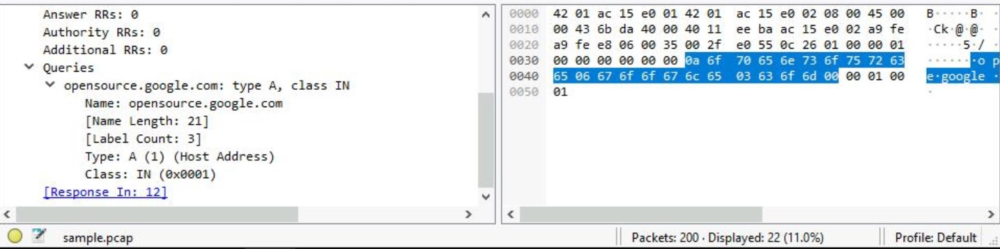 Answer RRs: 0
Authority RRs: 0
Additional RRs: 0
Queries
opensource.google.com: type A, class IN
Name: opensource.google.com
[Name Length: 21]
[Label Count: 3]
Type: A (1) (Host Address)
Class: IN (0x0001)
[Response In: 12]
0000 42 01 ac 15 e0 01 42 01 ac 15 e0 02 08 00 45 00 B·····B·
0010 00 43 6b da 40 00 40 11 ee ba ac 15 e0 02 a9 fe ·Ck·@·@·
0020 a9 fe e8 06 00 35 00 2f e0 55 0c 26 01 00 00 01 ·····5·/
0030 00 00 00 00 00 00 0a 6f 70 65 6e 73 6f 75 72 63 ·······o p
0040 65 06 67 6f 6f 67 6c 65 03 63 6f 6d 00 00 01 00 e·google ·
0050 01 ·
sample.pcap
Packets: 200 · Displayed: 22 (11.0%)
Profile: Default